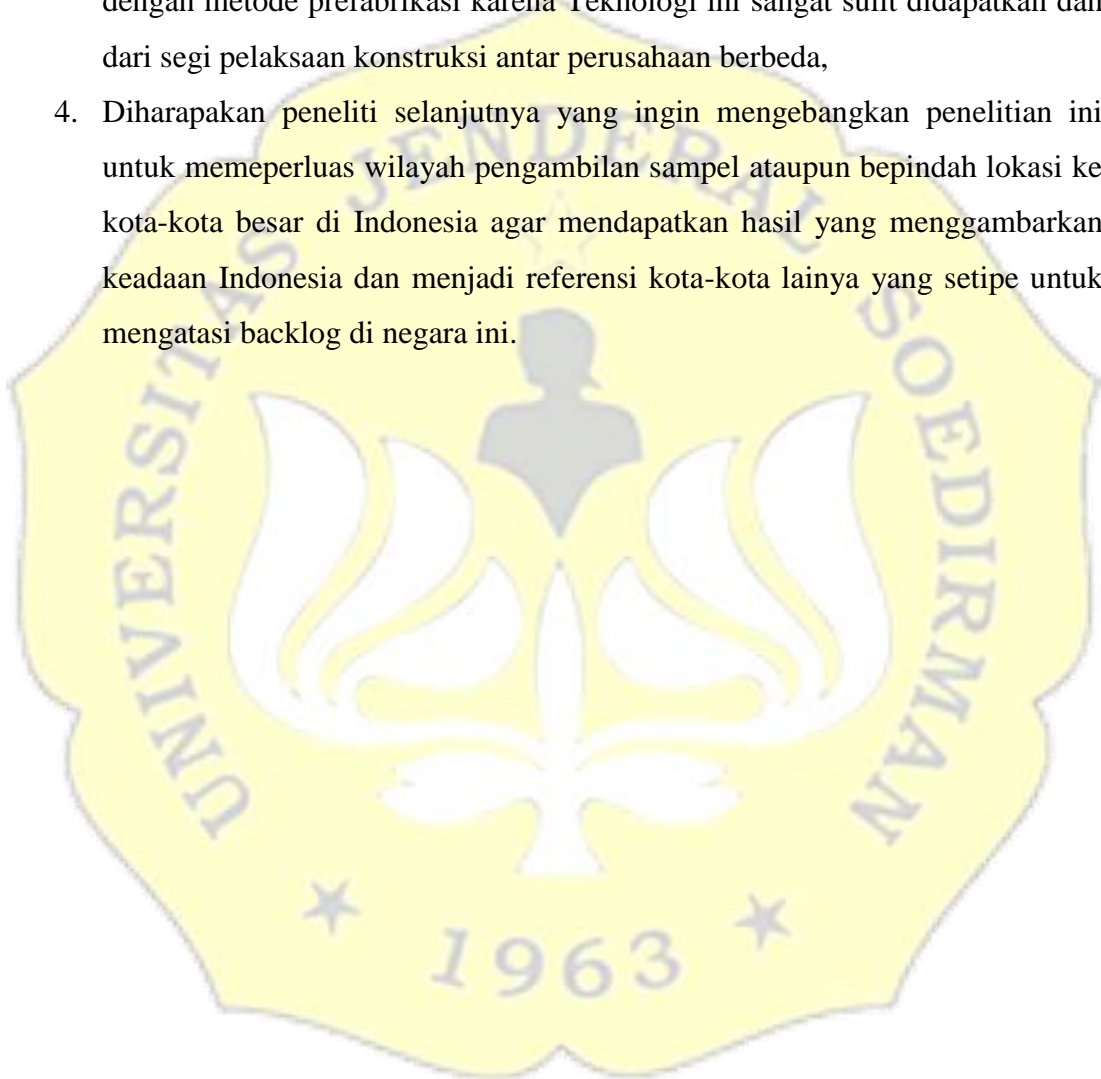 dengan metode prefabrikasi karena Teknologi ini sangat sulit didapatkan dan
dari segi pelaksaan konstruksi antar perusahaan berbeda,
4. Diharapakan peneliti selanjutnya yang ingin mengebangkan penelitian ini
untuk memeperluas wilayah pengambilan sampel ataupun bepindah lokasi ke
kota-kota besar di Indonesia agar mendapatkan hasil yang menggambarkan
keadaan Indonesia dan menjadi referensi kota-kota lainya yang setipe untuk
mengatasi backlog di negara ini.
UNIVERSITAS JENDERAL SOEDIRMAN
1963